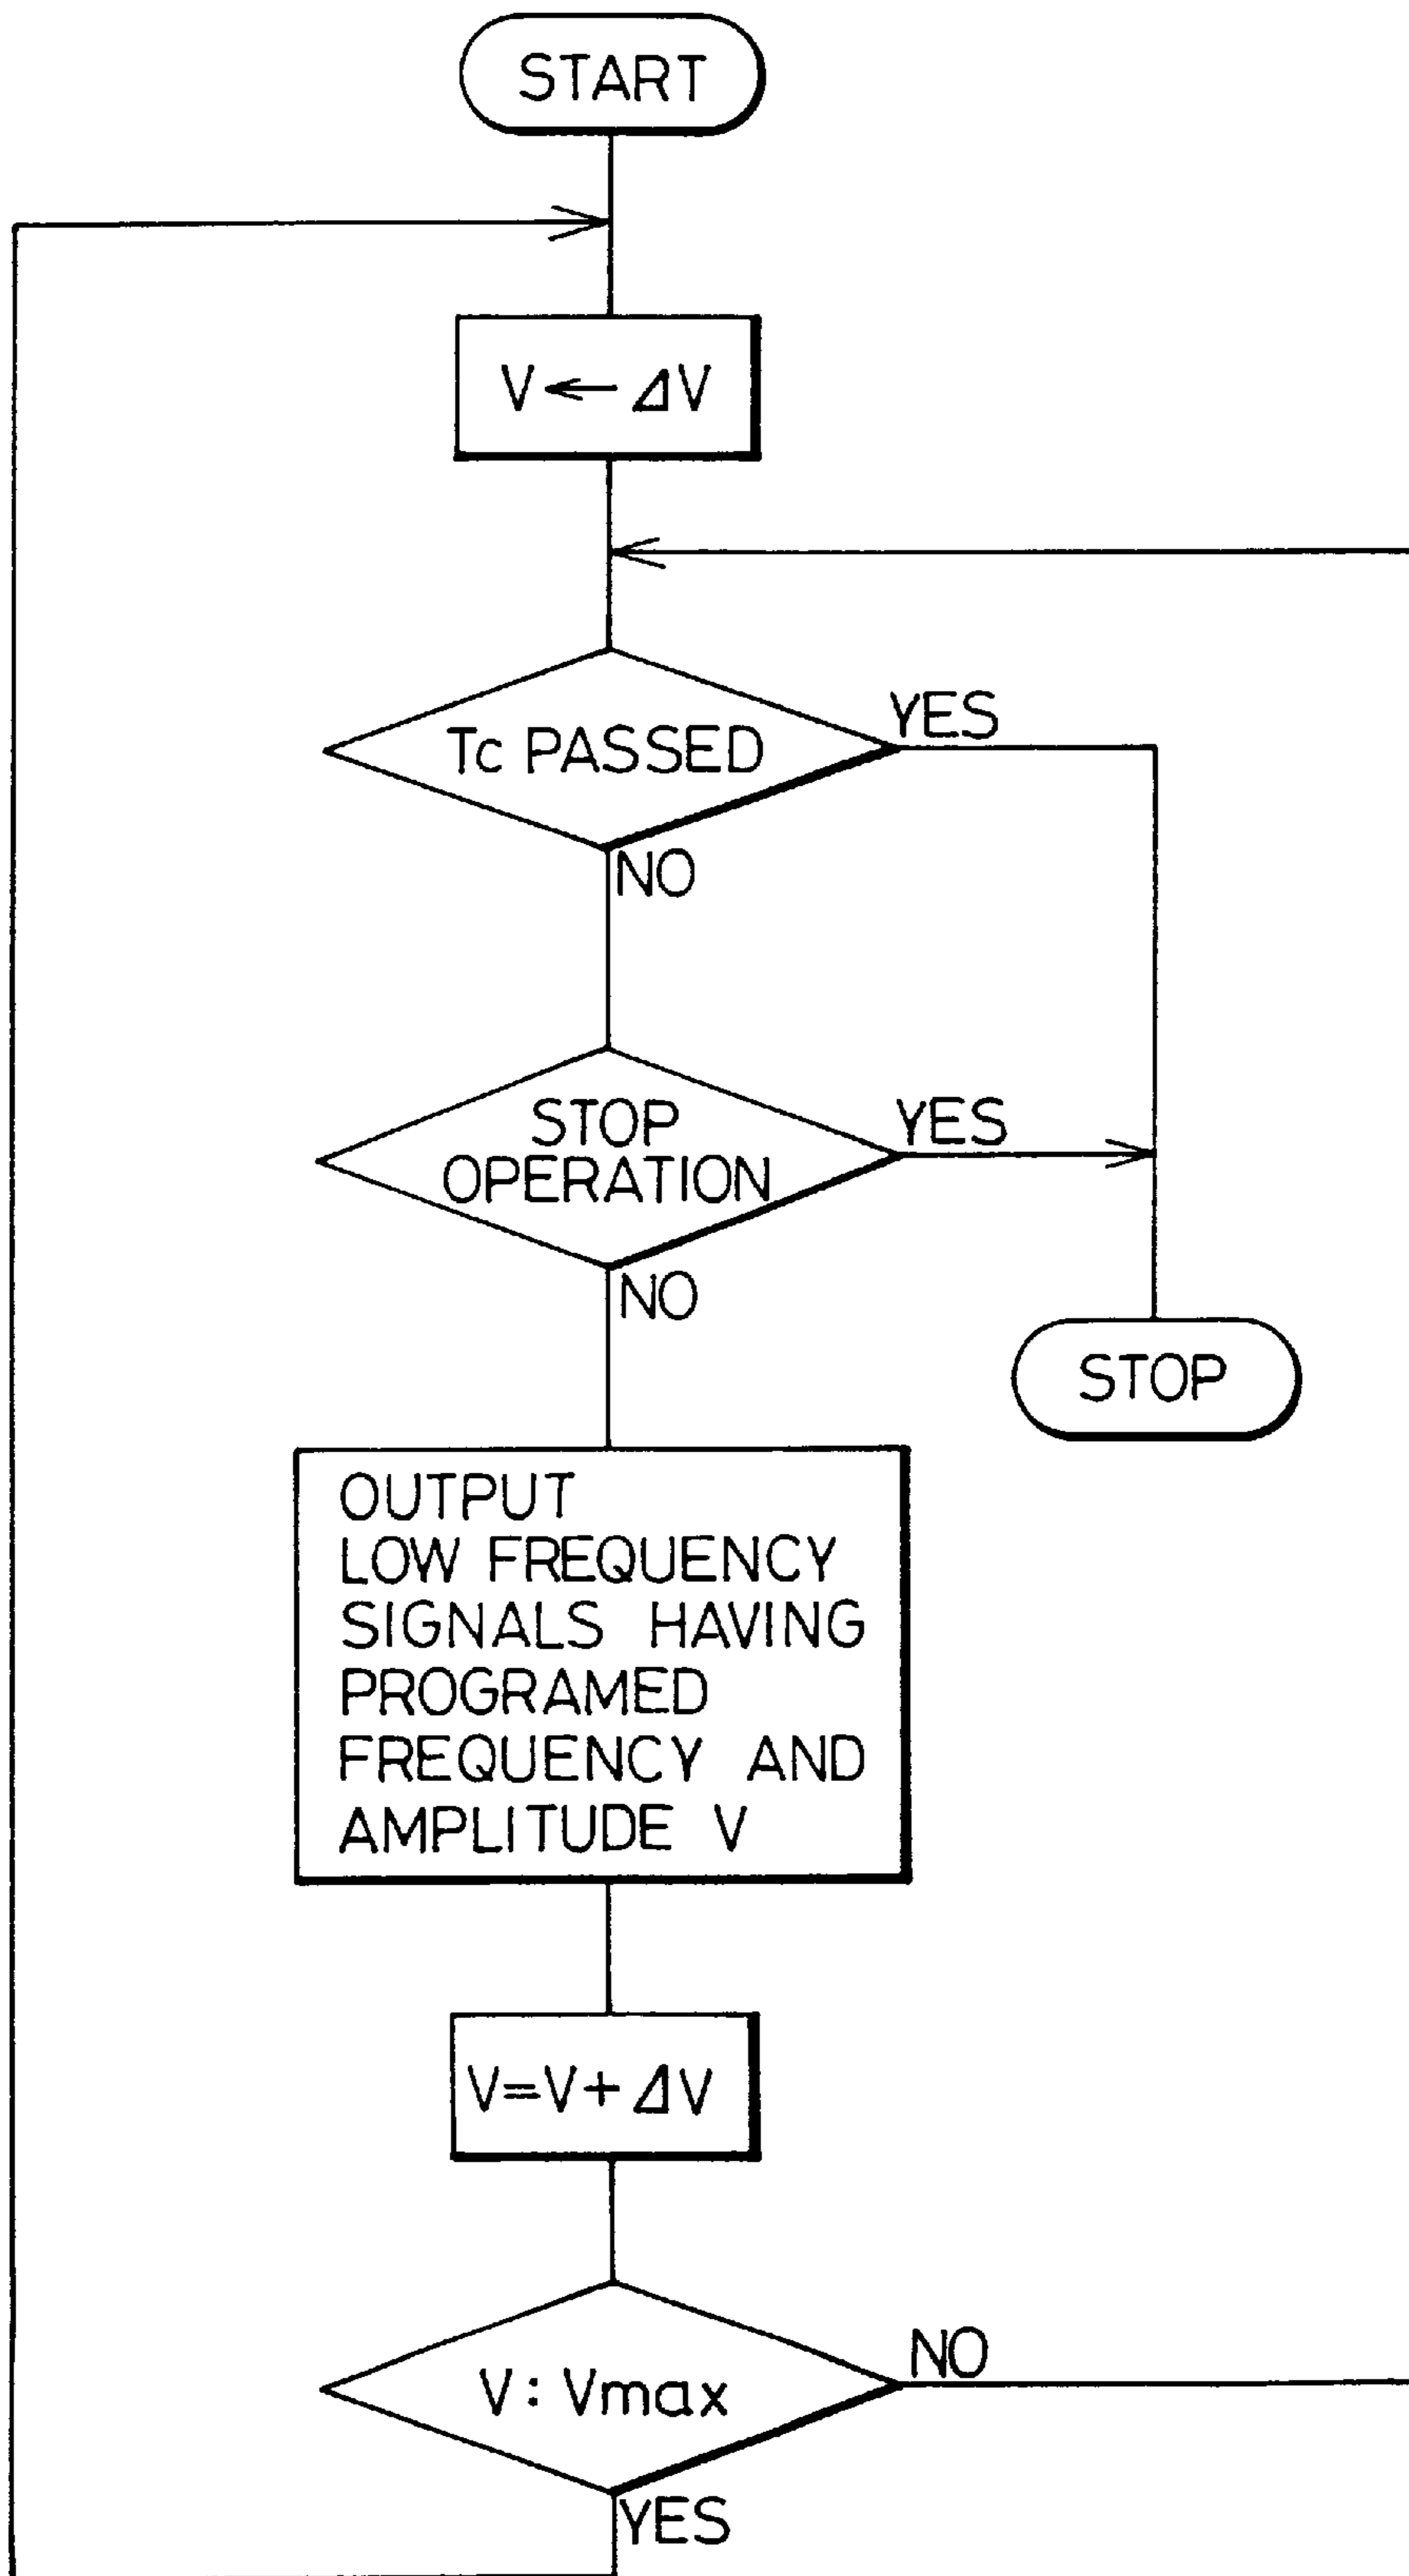 START
V ← ΔV
Tc PASSED
YES
NO
STOP
OPERATION
YES
NO
STOP
OUTPUT
LOW FREQUENCY
SIGNALS HAVING
PROGRAMED
FREQUENCY AND
AMPLITUDE V
V=V+ΔV
V:Vmax
NO
YES